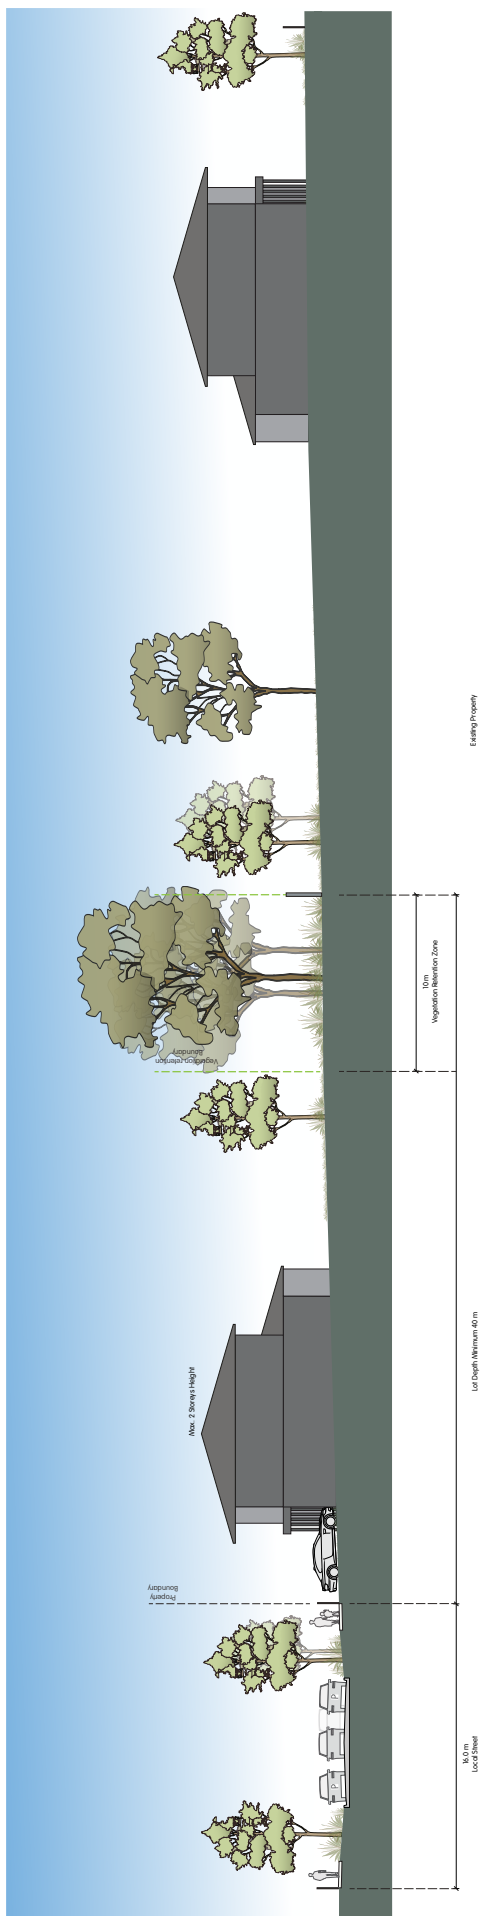 Max. 2 Storeys Height
Property
Boundary
Vegetation retention
Boundary
16.0 m
Local Street
Lot Depth Minimum 40 m
10 m
Vegetation Retention Zone
Existing Property